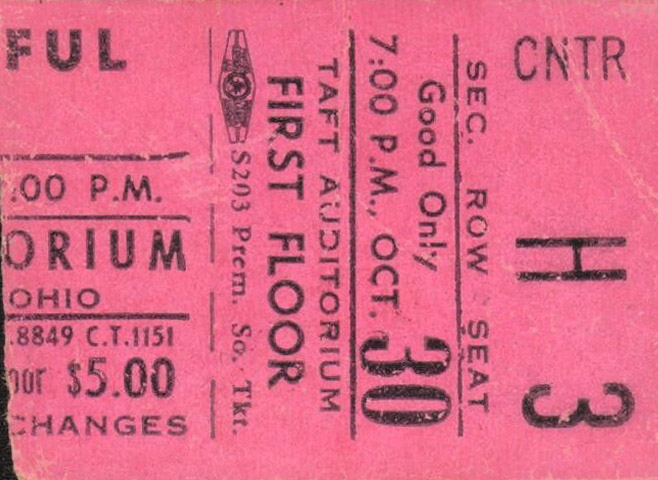 FUL
:00 P.M.
ORIUM
OHIO
.8849 C.T.1151
oor $5.00
CHANGES
S203 Prem. So. Tkt.
FIRST FLOOR
TAFT AUDITORIUM
7:00 P.M., OCT. 30
Good Only
SEC. ROW SEAT
CNTR H 3